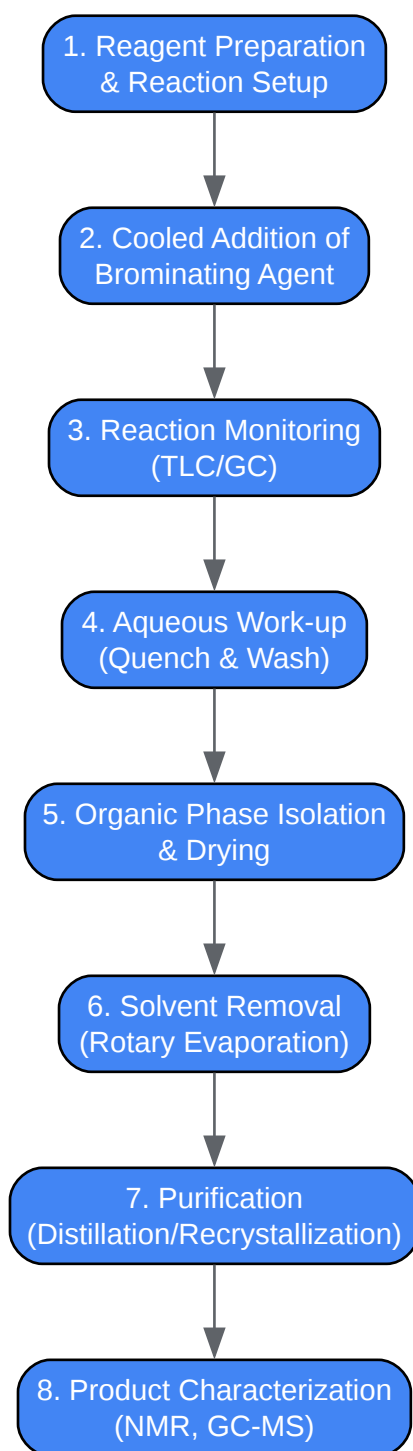 1. Reagent Preparation
& Reaction Setup
2. Cooled Addition of
Brominating Agent
3. Reaction Monitoring
(TLC/GC)
4. Aqueous Work-up
(Quench & Wash)
5. Organic Phase Isolation
& Drying
6. Solvent Removal
(Rotary Evaporation)
7. Purification
(Distillation/Recrystallization)
8. Product Characterization
(NMR, GC-MS)